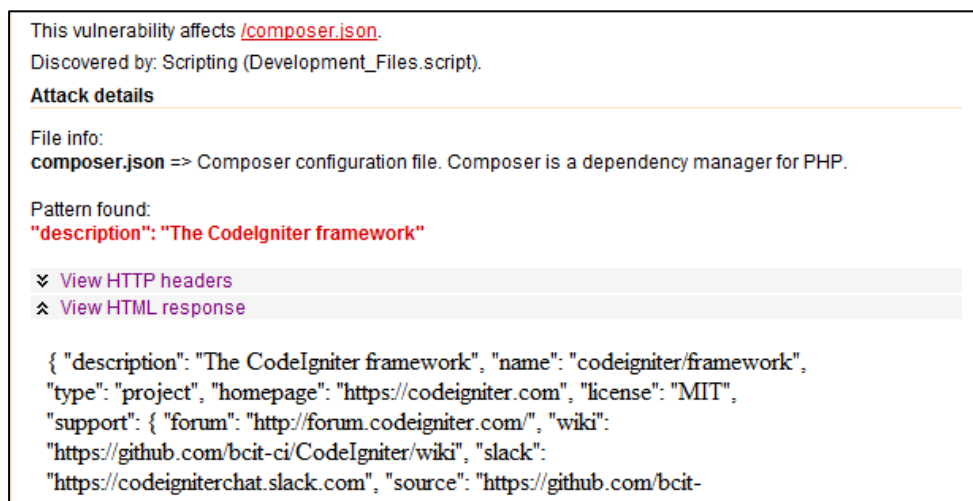 This vulnerability affects /composer.json.
Discovered by: Scripting (Development_Files.script).
Attack details
File info:
composer.json => Composer configuration file. Composer is a dependency manager for PHP.
Pattern found:
"description": "The CodeIgniter framework"
View HTTP headers
View HTML response
{ "description": "The CodeIgniter framework", "name": "codeigniter/framework",
"type": "project", "homepage": "https://codeigniter.com", "license": "MIT",
"support": { "forum": "http://forum.codeigniter.com/", "wiki":
"https://github.com/bcit-ci/CodeIgniter/wiki", "slack":
"https://codeigniterchat.slack.com", "source": "https://github.com/bcit-